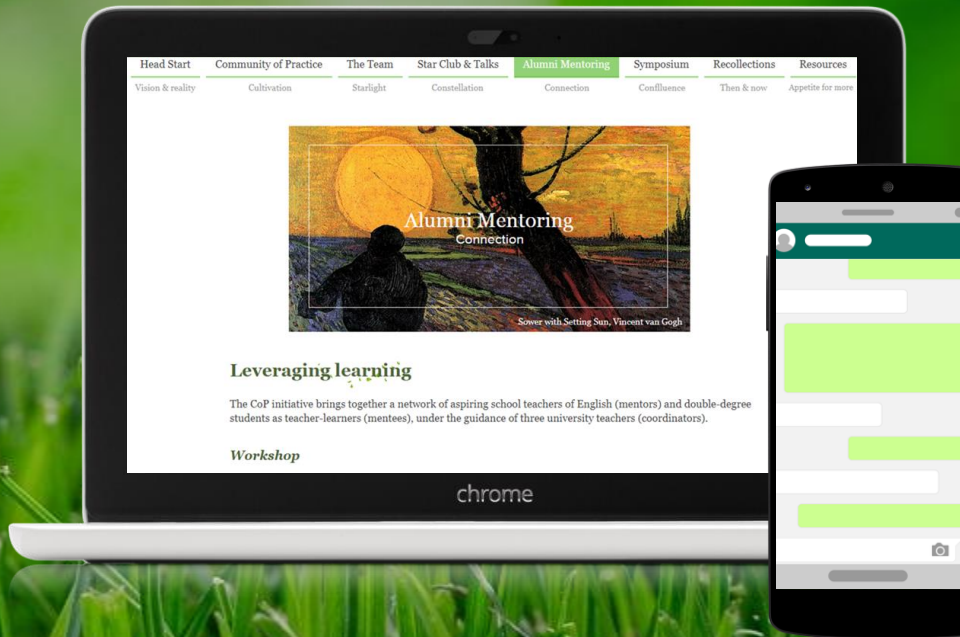 Head Start Community of Practice The Team Star Club & Talks Alumni Mentoring Symposium Recollections Resources
Vision & reality Cultivation Starlight Constellation Connection Conflluence Then & now Appetite for more
Alumni Mentoring
Connection
Sower with Setting Sun, Vincent van Gogh
Leveraging learning
The CoP initiative brings together a network of aspiring school teachers of English (mentors) and double-degree
students as teacher-learners (mentees), under the guidance of three university teachers (coordinators).
Workshop
chrome